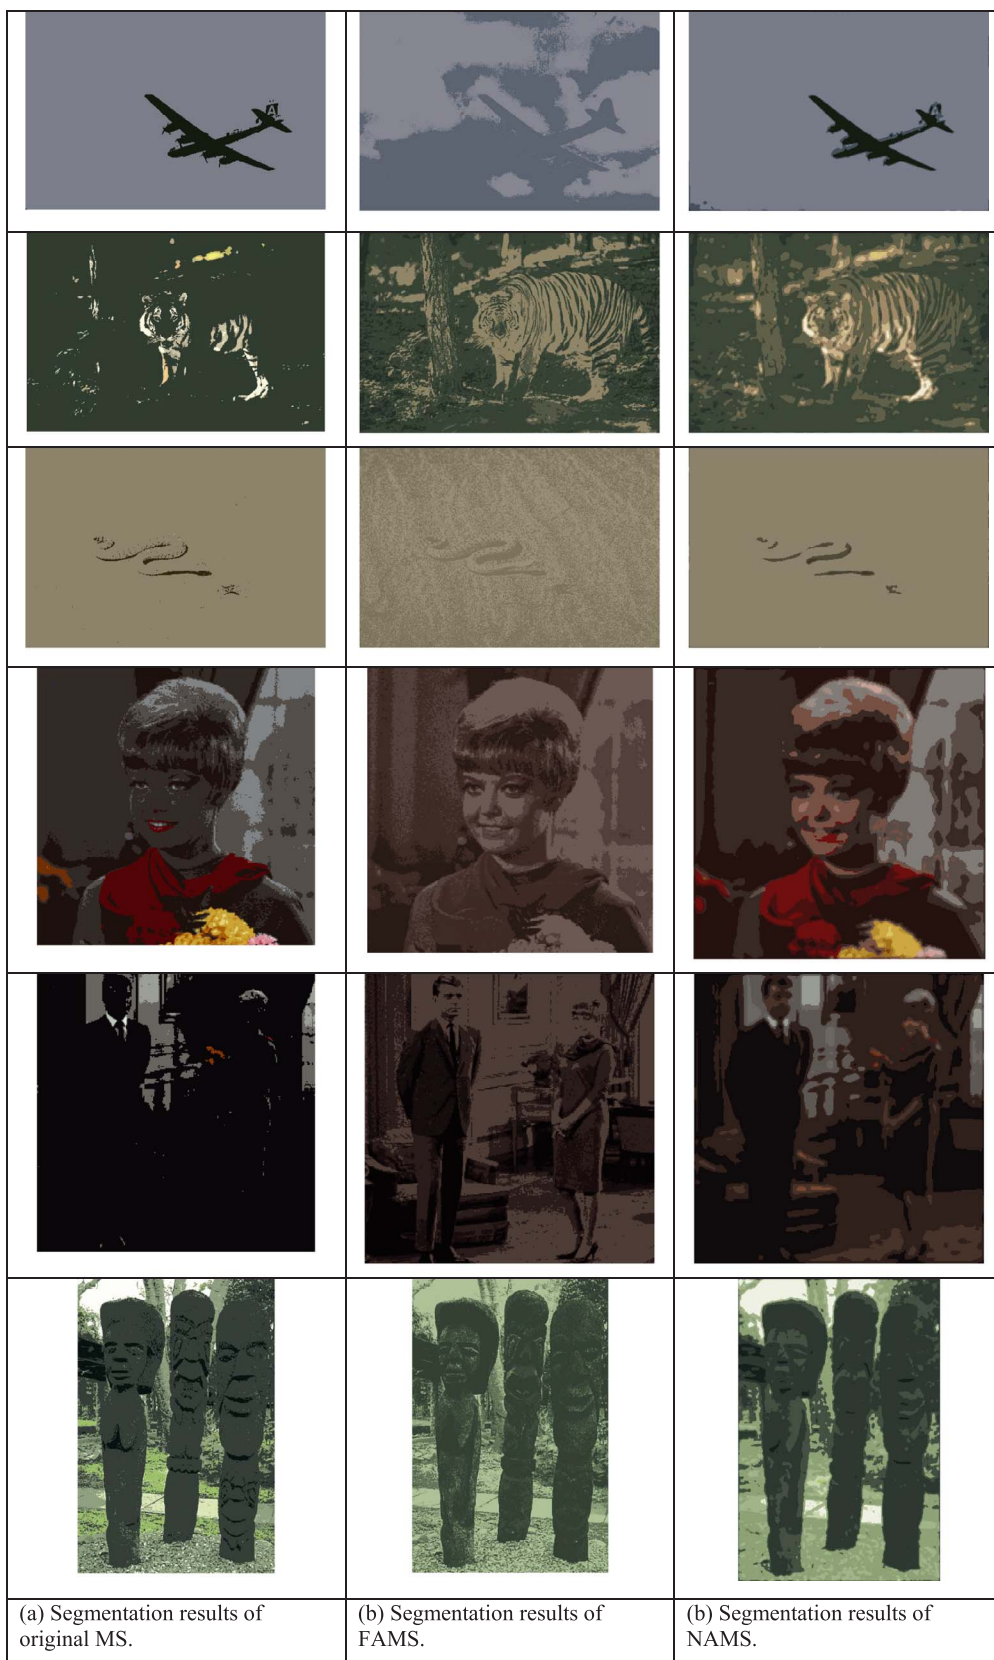 (a) Segmentation results of
original MS.
(b) Segmentation results of
FAMS.
(b) Segmentation results of
NAMS.